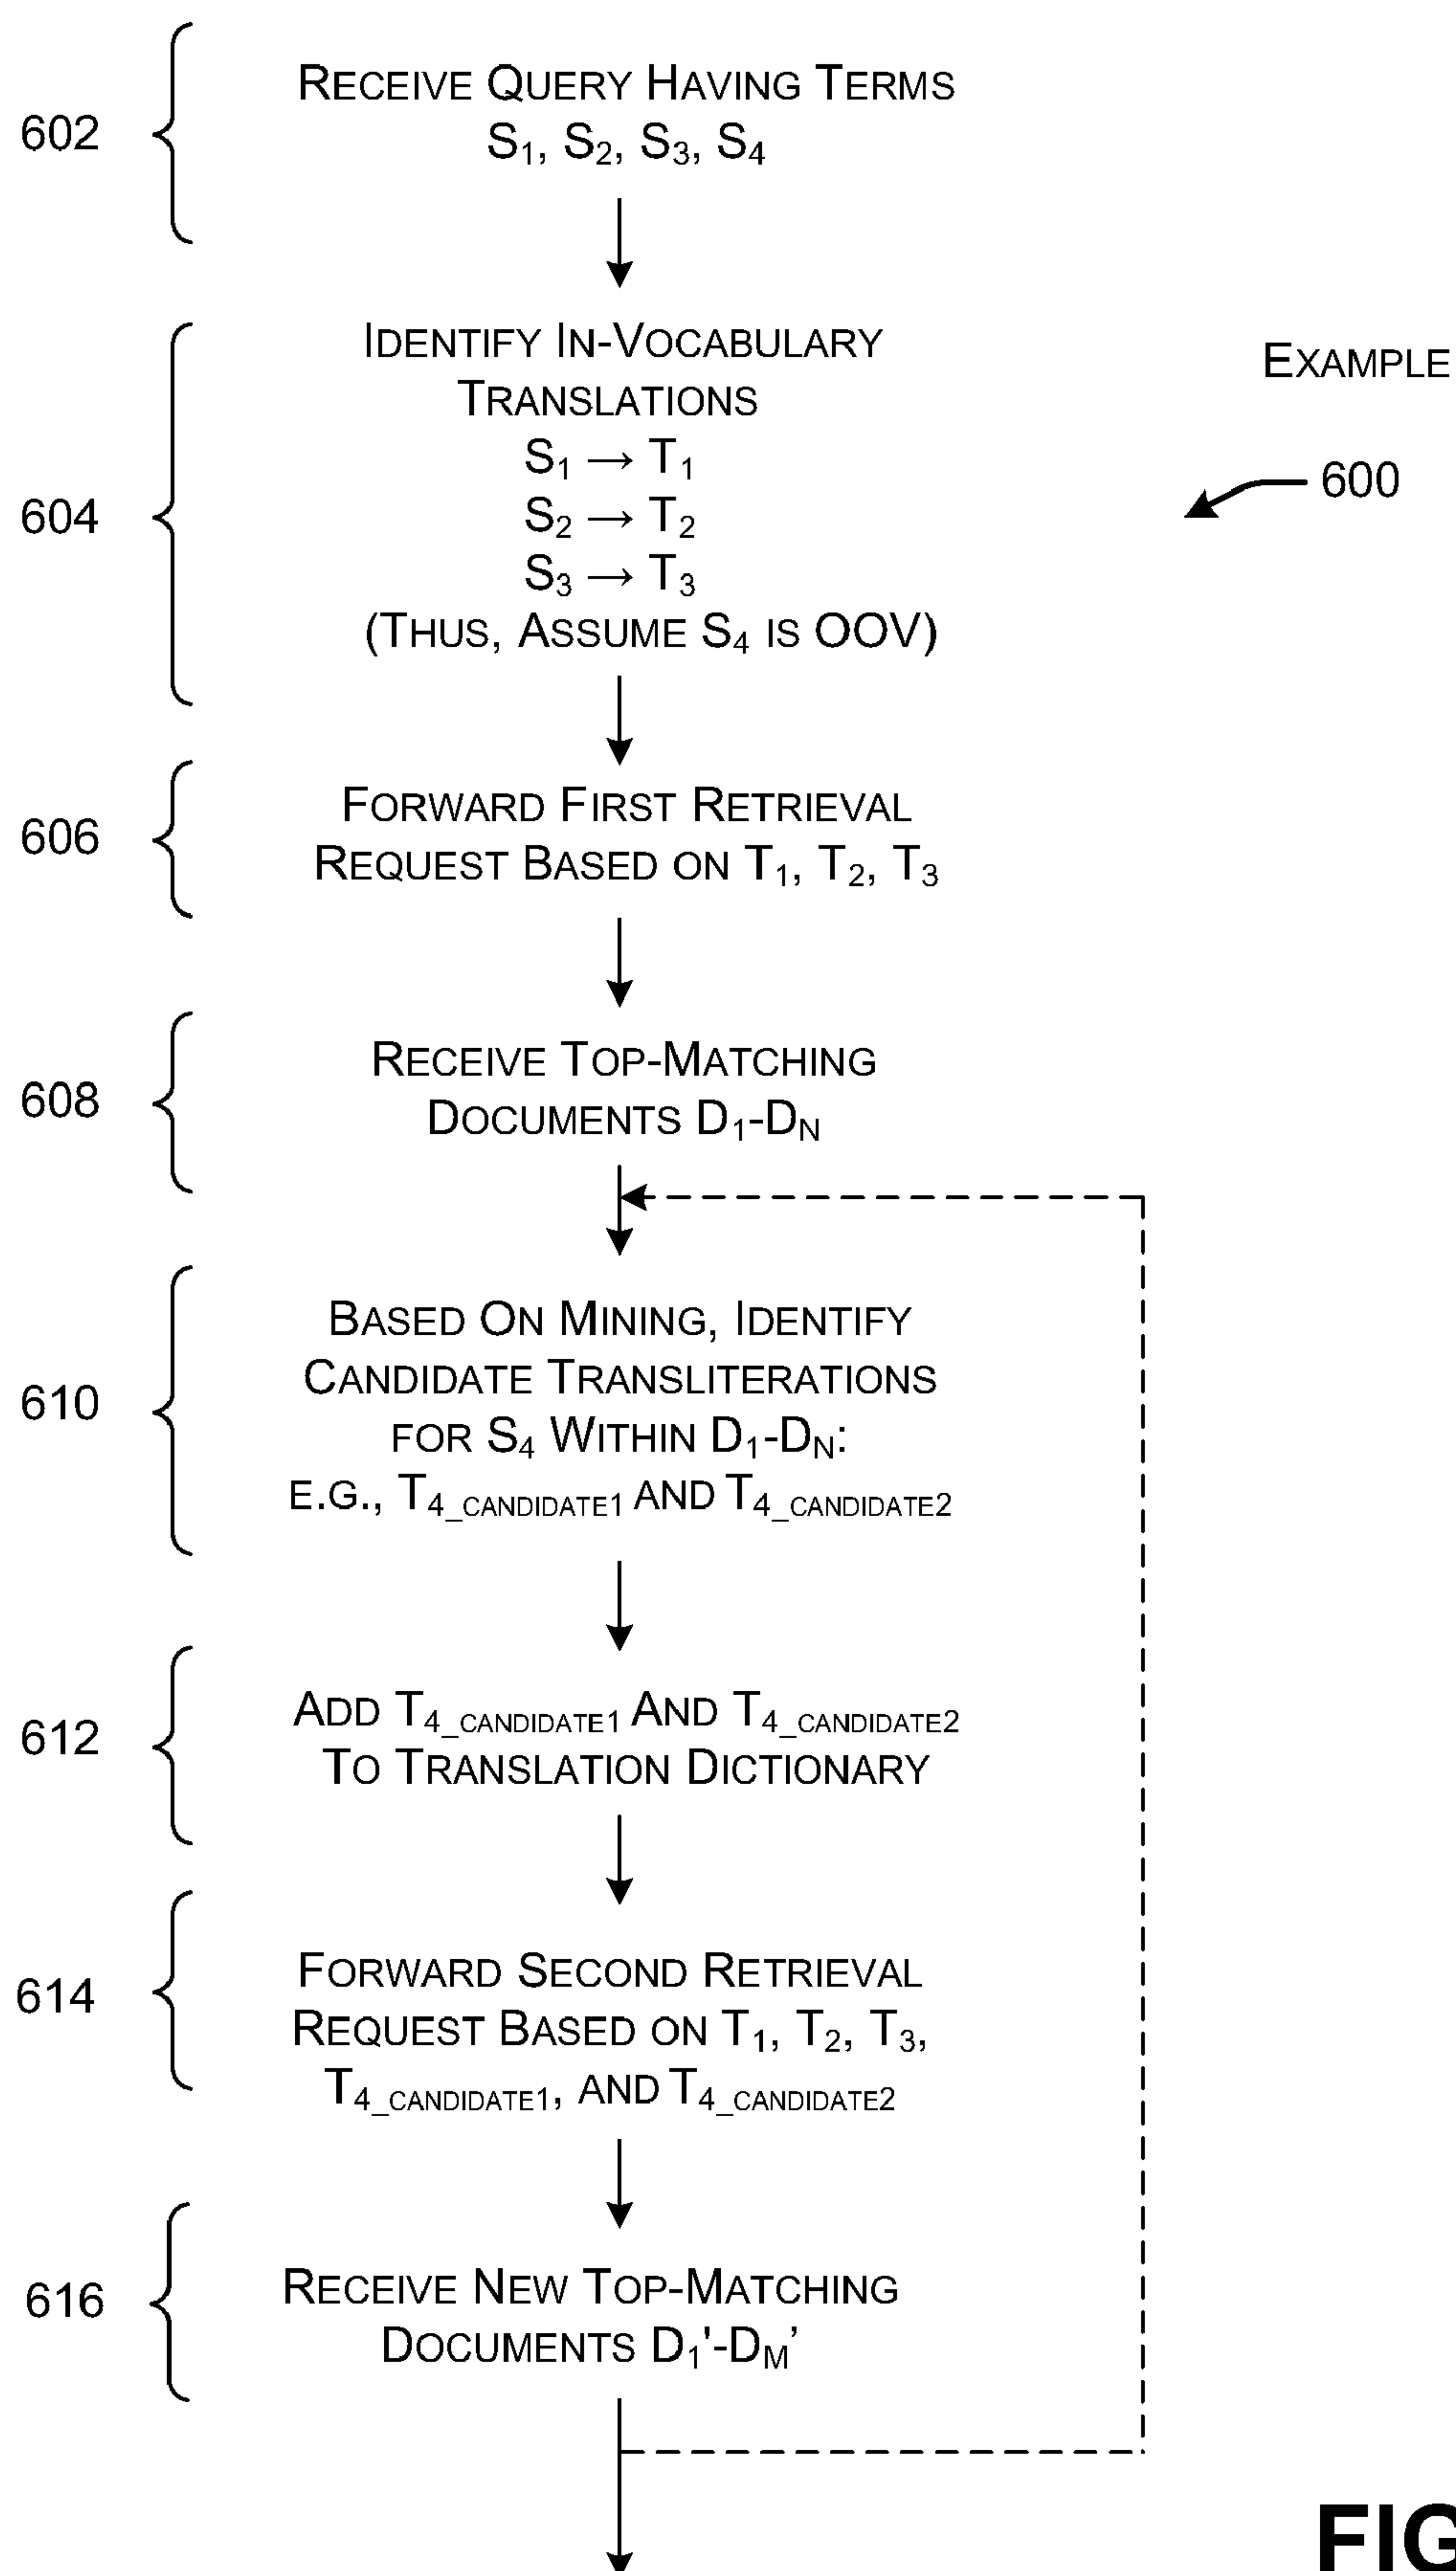 602
RECEIVE QUERY HAVING TERMS
S1, S2, S3, S4
604
IDENTIFY IN-VOCABULARY
TRANSLATIONS
S1 → T1
S2 → T2
S3 → T3
(THUS, ASSUME S4 IS OOV)
EXAMPLE
600
606
FORWARD FIRST RETRIEVAL
REQUEST BASED ON T1, T2, T3
608
RECEIVE TOP-MATCHING
DOCUMENTS D1-DN
610
BASED ON MINING, IDENTIFY
CANDIDATE TRANSLITERATIONS
FOR S4 WITHIN D1-DN:
E.G., T4_CANDIDATE1 AND T4_CANDIDATE2
612
ADD T4_CANDIDATE1 AND T4_CANDIDATE2
TO TRANSLATION DICTIONARY
614
FORWARD SECOND RETRIEVAL
REQUEST BASED ON T1, T2, T3,
T4_CANDIDATE1, AND T4_CANDIDATE2
616
RECEIVE NEW TOP-MATCHING
DOCUMENTS D1'-DM'
FIG